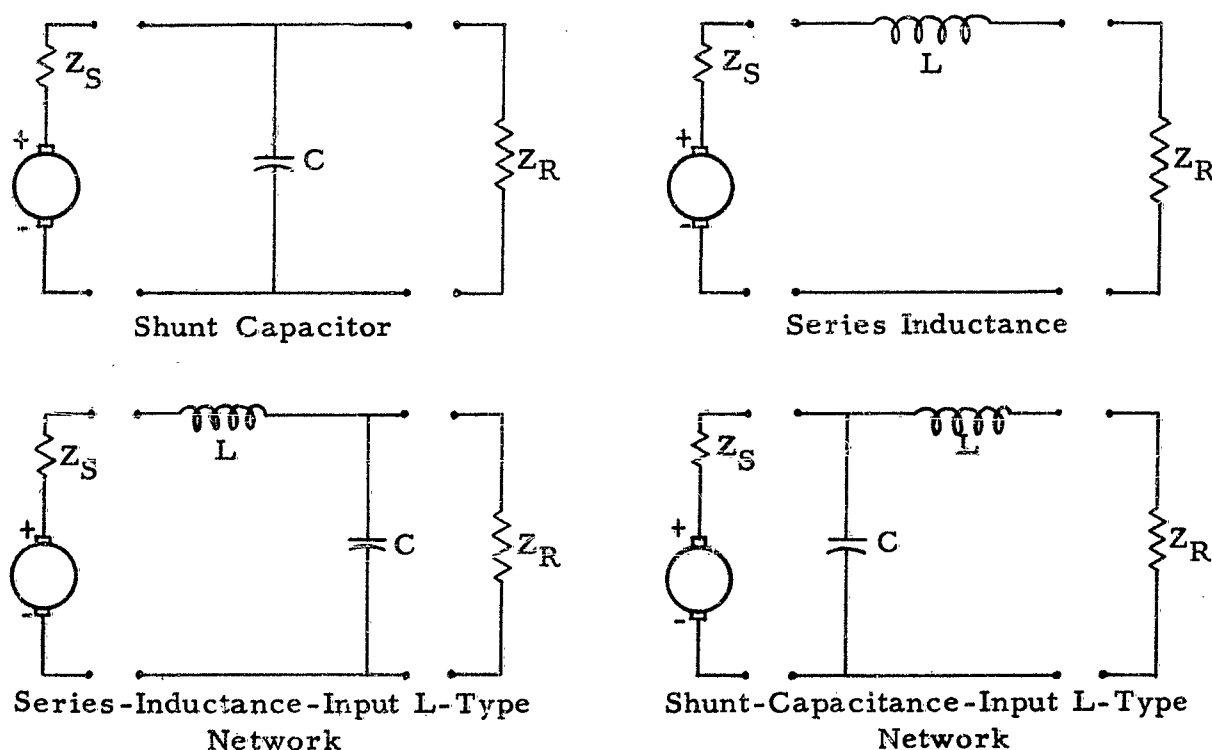 Z_S
+
-
C
Z_R
Shunt Capacitor
L
Z_S
+
-
Z_R
Series Inductance
L
Z_S
+
-
C
Z_R
Series-Inductance-Input L-Type
Network
L
Z_S
+
-
C
Z_R
Shunt-Capacitance-Input L-Type
Network